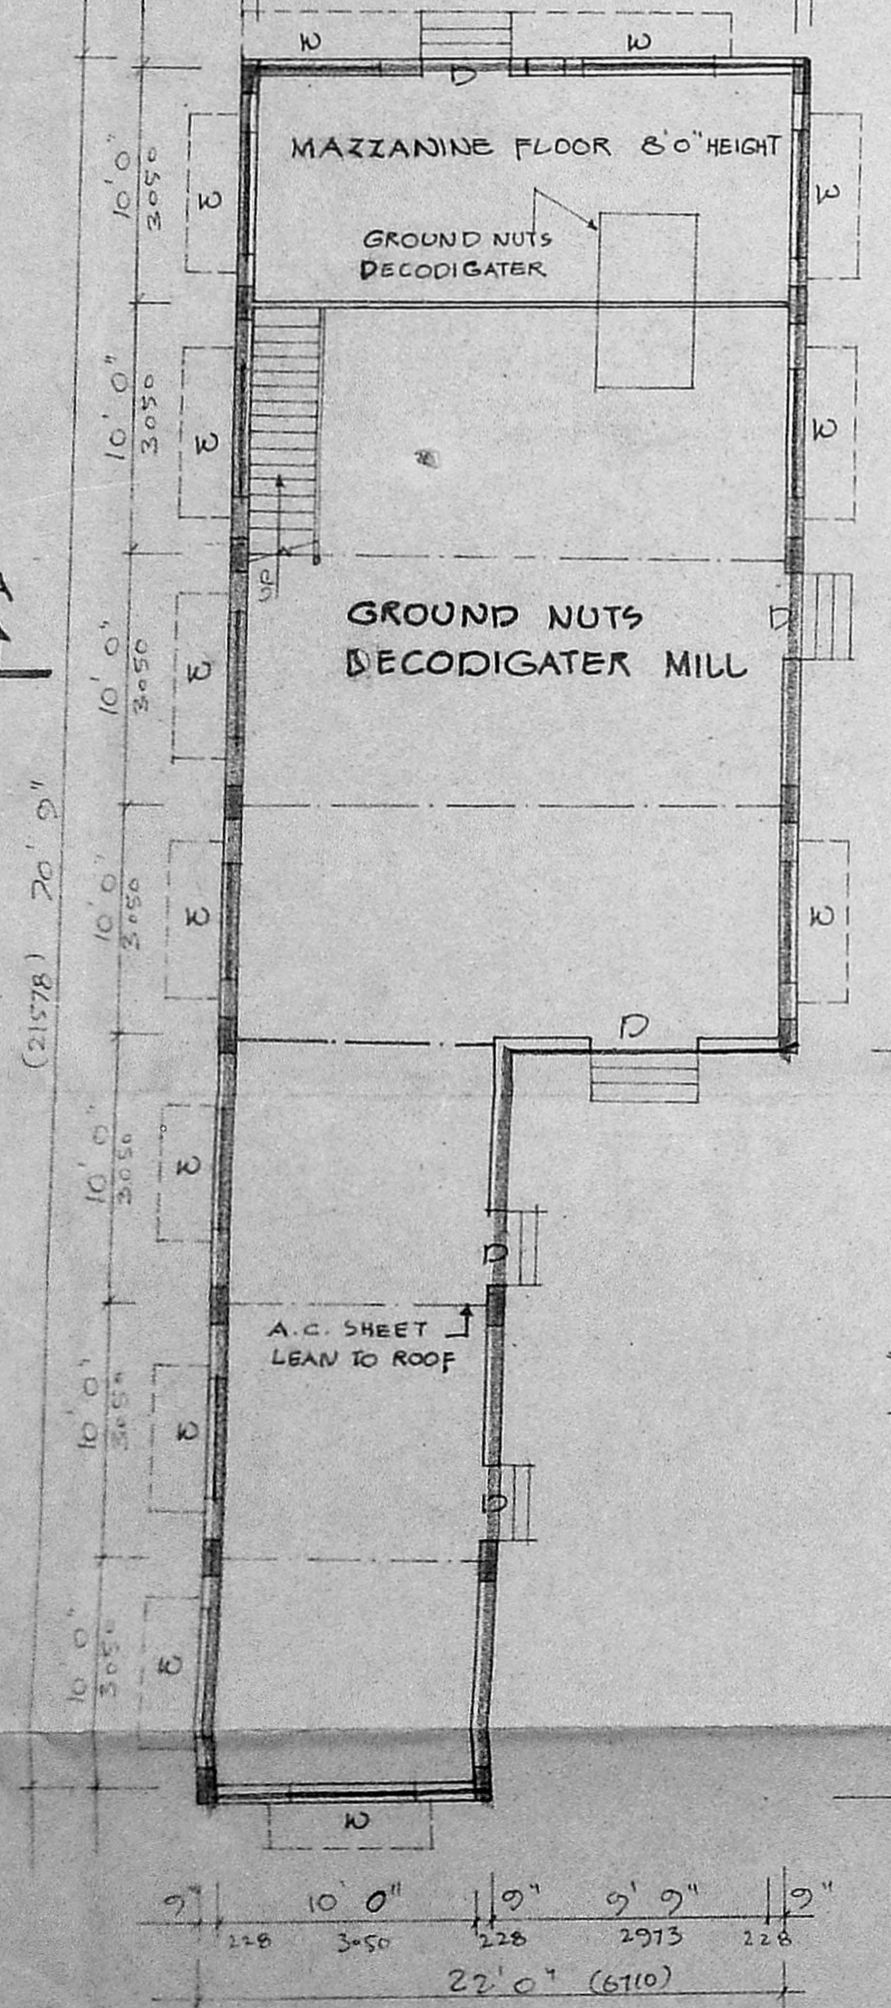 W W
D
MAZZANINE FLOOR 8'0" HEIGHT
10' 0"
3050
W
W
GROUND NUTS
DECODIGATER
10' 0"
3050
W
W
UP
GROUND NUTS
DECODIGATER MILL
D
10' 0"
3050
W
(21578) 70' 9"
10' 0"
3050
W
W
D
10' 0"
3050
W
D
A.C. SHEET
LEAN TO ROOF
10' 0"
3050
W
D
10' 0"
3050
W
W
9" 10' 0" 9" 9' 9" 9"
228 3050 228 2973 228
22' 0" (6710)